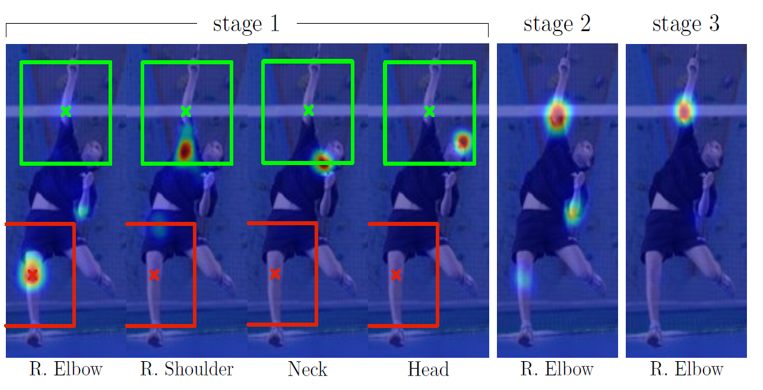 stage 1 stage 2 stage 3
R. Elbow R. Shoulder Neck Head R. Elbow R. Elbow